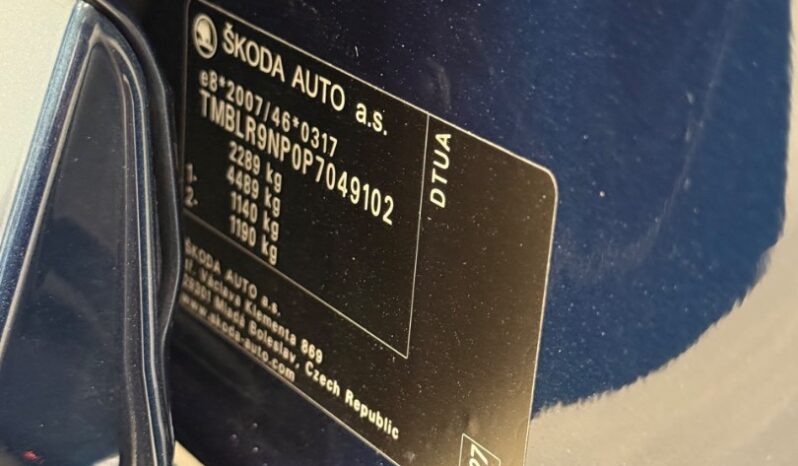 ŠKODA AUTO a.s.
e8*2007/46*0317
TMBLR9NP0P7049102
2289 kg
4489 kg
1. 1140 kg
2. 1190 kg
DTUA
ŠKODA AUTO a.s.
tř. Václava Klementa 869
29301 Mladá Boleslav, Czech Republic
www.skoda-auto.com